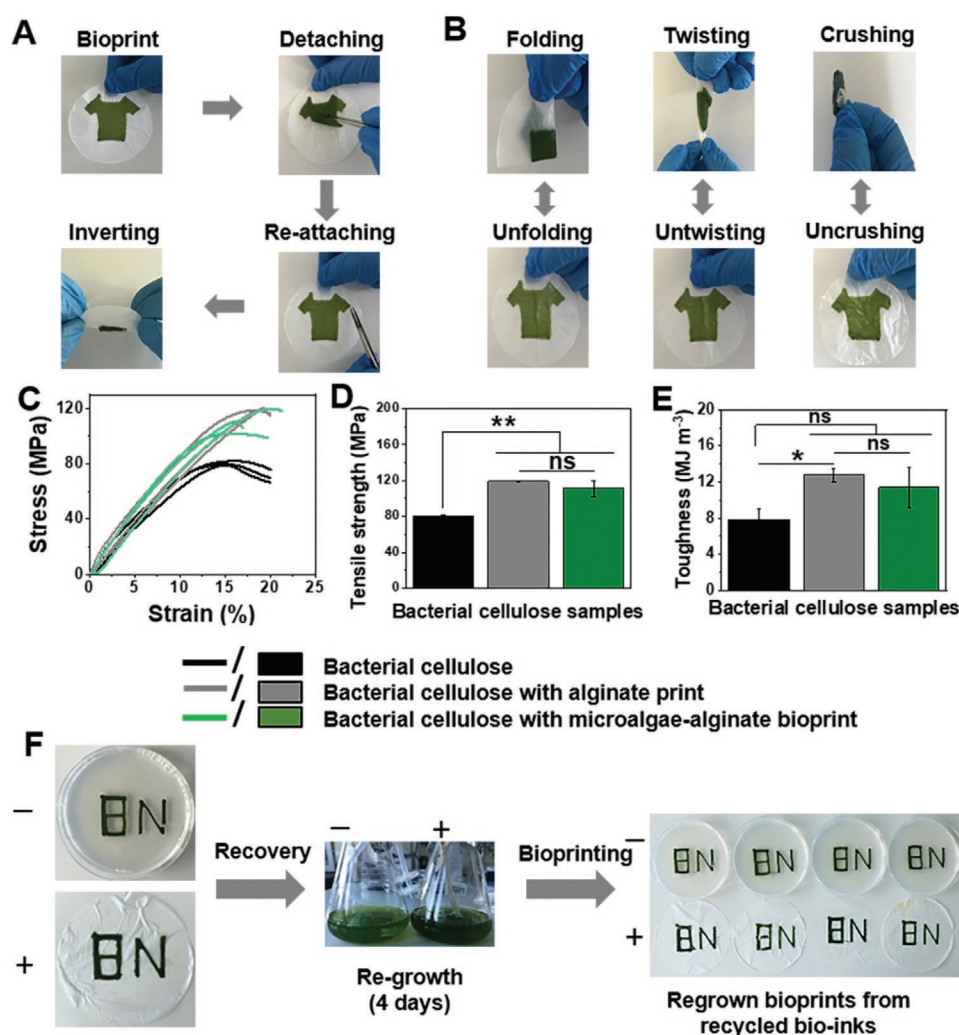 A
Bioprint
Detaching
Inverting
Re-attaching
B
Folding
Twisting
Crushing
Unfolding
Untwisting
Uncrushing
C
Stress (MPa)
120
80
40
0
0 5 10 15 20 25
Strain (%)
D
Tensile strength (MPa)
200
160
120
80
40
0
**
ns
Bacterial cellulose samples
E
Toughness (MJ m⁻³)
20
16
12
8
4
0
ns
ns
*
Bacterial cellulose samples
/ Bacterial cellulose
/ Bacterial cellulose with alginate print
/ Bacterial cellulose with microalgae-alginate bioprint
F
–
BN
+
BN
Recovery
– +
Re-growth
(4 days)
Bioprinting
–
BN BN BN BN
+
BN BN BN BN
Regrown bioprints from
recycled bio-inks